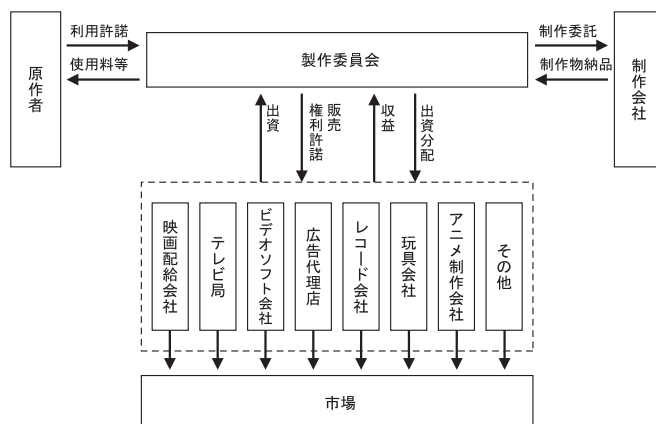 利用許諾
使用料等
原作者
製作委員会
制作委託
制作物納品
制作会社
出資
販売
権利許諾
収益
出資分配
映画配給会社
テレビ局
ビデオソフト会社
広告代理店
レコード会社
玩具会社
アニメ制作会社
その他
市場